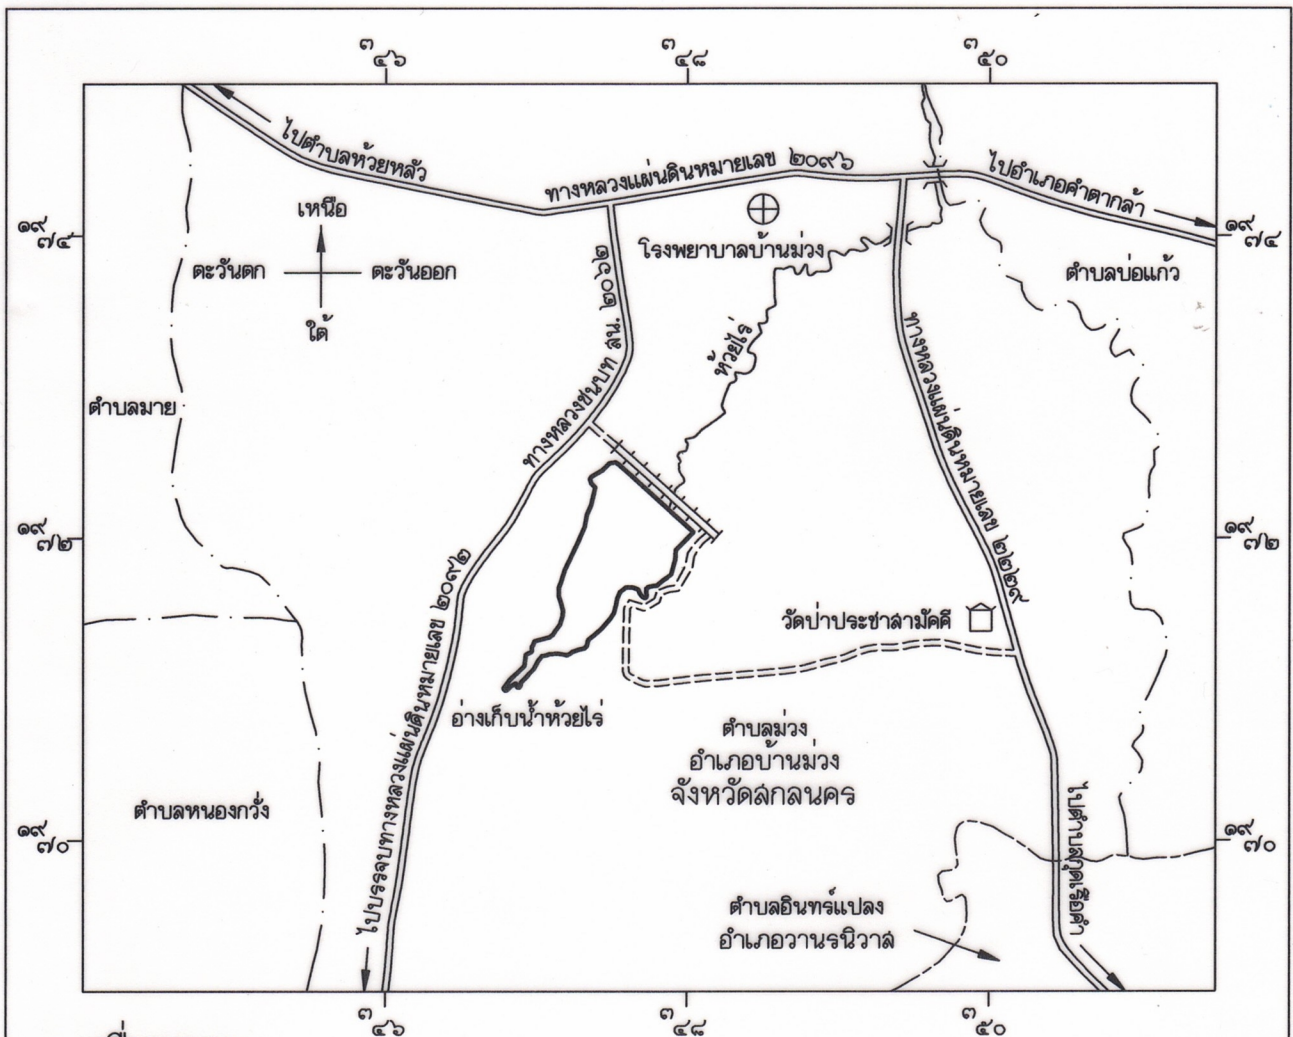 ๓๔๖
๓๔๘
๓๕๐
ไปตำบลห้วยหลัว
ทางหลวงแผ่นดินหมายเลข ๒๐๙๖
ไปอำเภอคำตากล้า
เหนือ
ตะวันตก
ตะวันออก
ใต้
๑๙๗๔
๑๙๗๔
โรงพยาบาลบ้านม่วง
ตำบลบ่อแก้ว
ทางหลวงชนบท สน. ๒๐๖๒
ห้วยไร่
ทางหลวงแผ่นดินหมายเลข ๒๒๒๙
ตำบลมาย
๑๙๗๒
๑๙๗๒
วัดป่าประชาสามัคคี
อ่างเก็บน้ำห้วยไร่
ตำบลม่วง
อำเภอบ้านม่วง
จังหวัดสกลนคร
ไปบรรจบทางหลวงแผ่นดินหมายเลข ๒๐๙๒
ตำบลหนองกวั่ง
๑๙๗๐
๑๙๗๐
ไปตำบลกุดเรือคำ
ตำบลอินทร์แปลง
อำเภอวานรนิวาส
๓๔๖
๓๔๘
๓๕๐